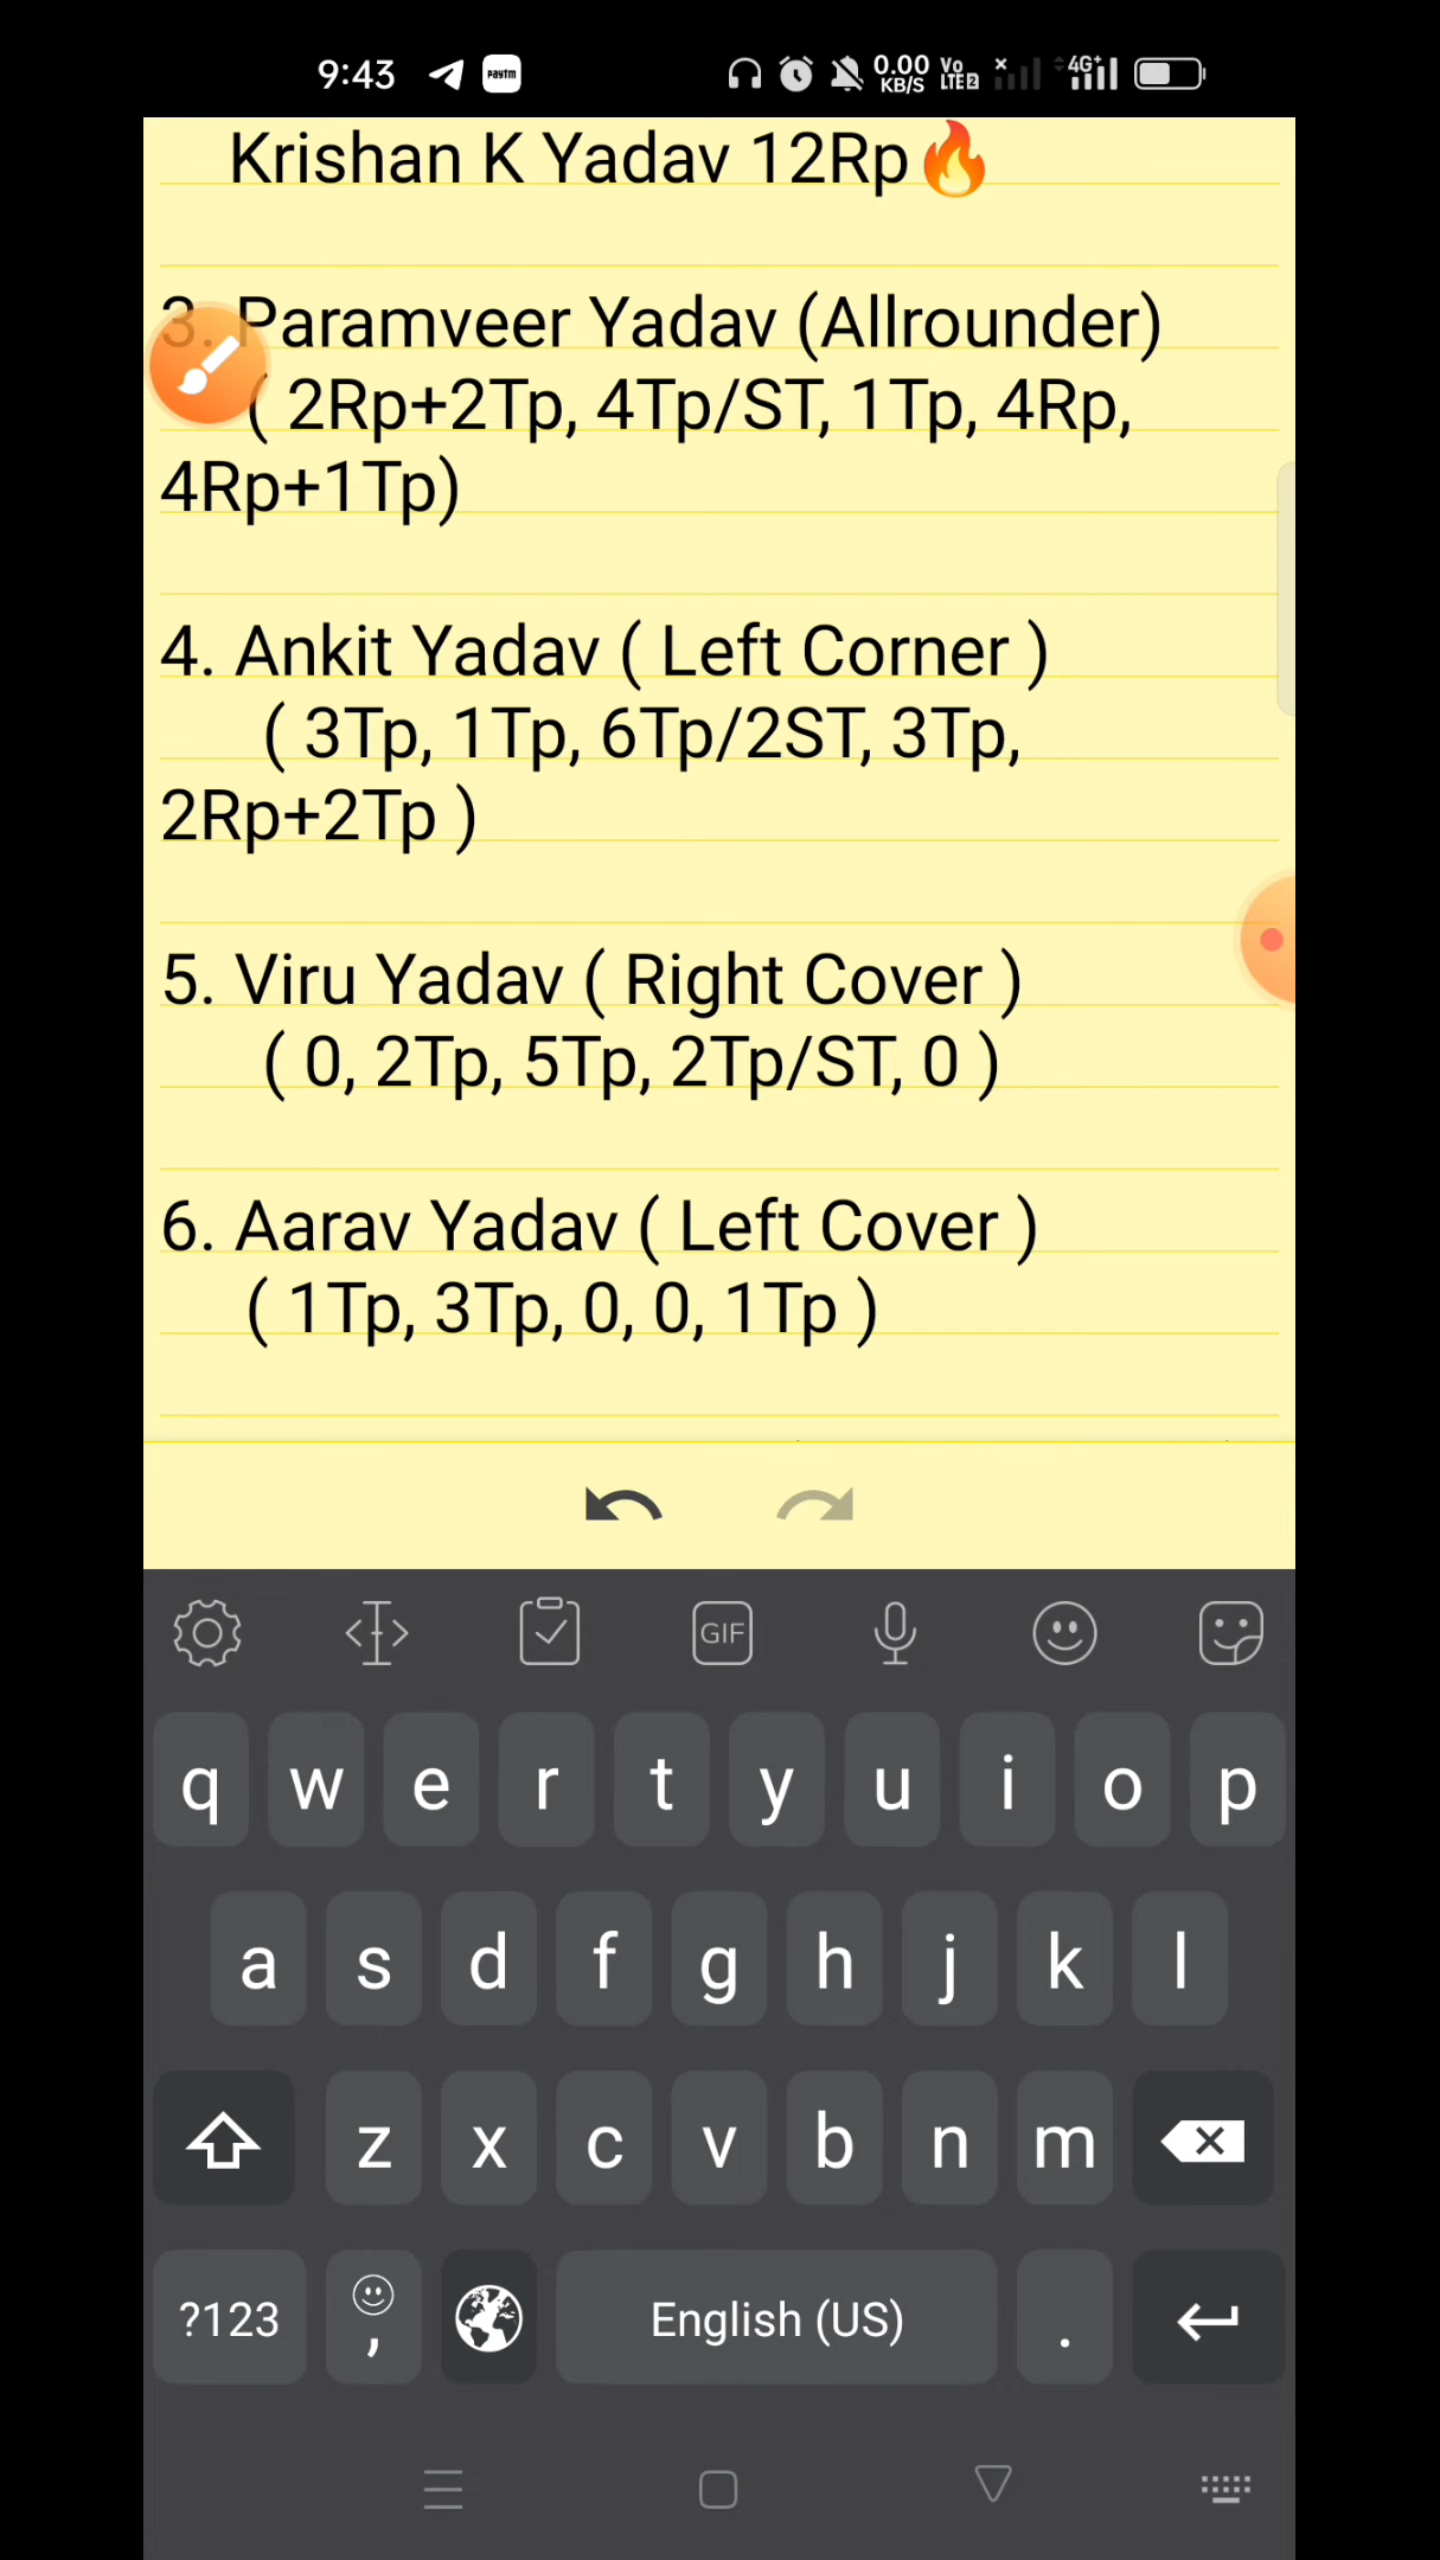 9:43 paytm 0.00 KB/S Vo LTE2 4G+
Krishan K Yadav 12Rp🔥
3. Paramveer Yadav (Allrounder)
( 2Rp+2Tp, 4Tp/ST, 1Tp, 4Rp,
4Rp+1Tp)
4. Ankit Yadav ( Left Corner )
( 3Tp, 1Tp, 6Tp/2ST, 3Tp,
2Rp+2Tp )
5. Viru Yadav ( Right Cover )
( 0, 2Tp, 5Tp, 2Tp/ST, 0 )
6. Aarav Yadav ( Left Cover )
( 1Tp, 3Tp, 0, 0, 1Tp )
GIF
q w e r t y u i o p
a s d f g h j k l
z x c v b n m
?123 , English (US) .